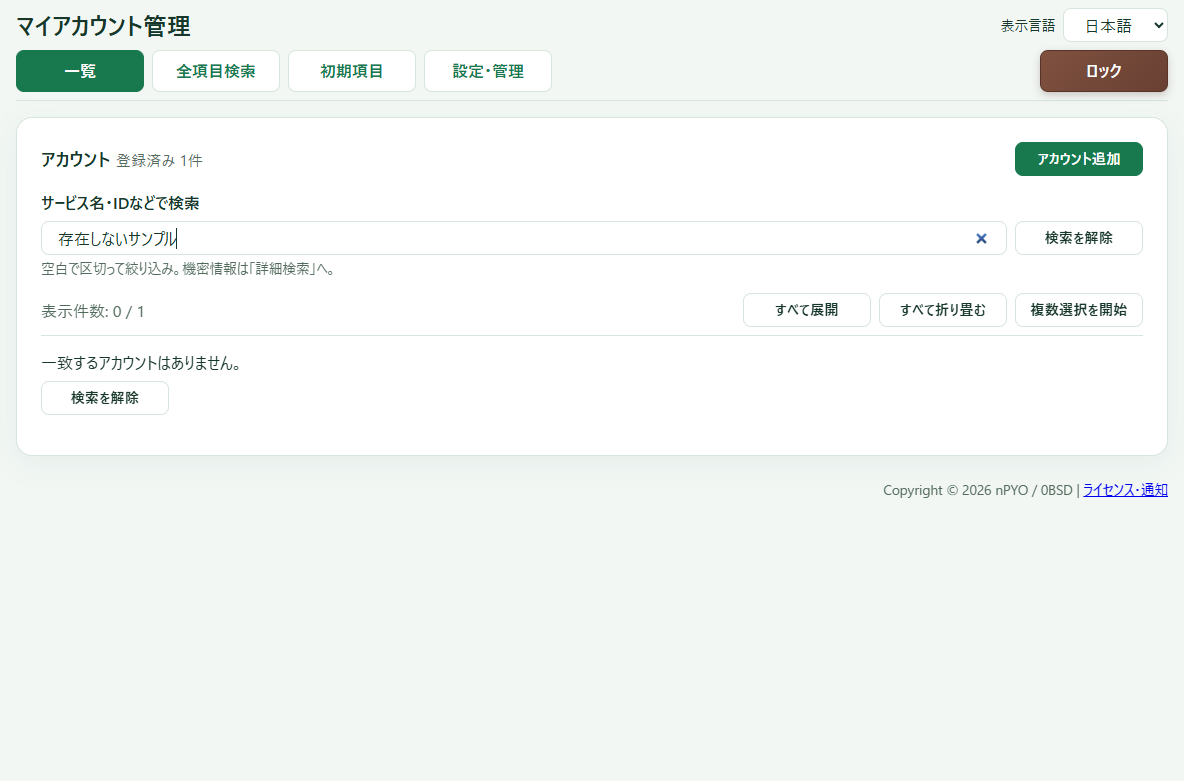 マイアカウント管理
表示言語 日本語
一覧 全項目検索 初期項目 設定・管理 ロック
アカウント 登録済み 1件 アカウント追加
サービス名・IDなどで検索
存在しないサンプル 検索を解除
空白で区切って絞り込み。機密情報は「詳細検索」へ。
表示件数: 0 / 1 すべて展開 すべて折り畳む 複数選択を開始
一致するアカウントはありません。
検索を解除
Copyright © 2026 nPYO / 0BSD | ライセンス・通知